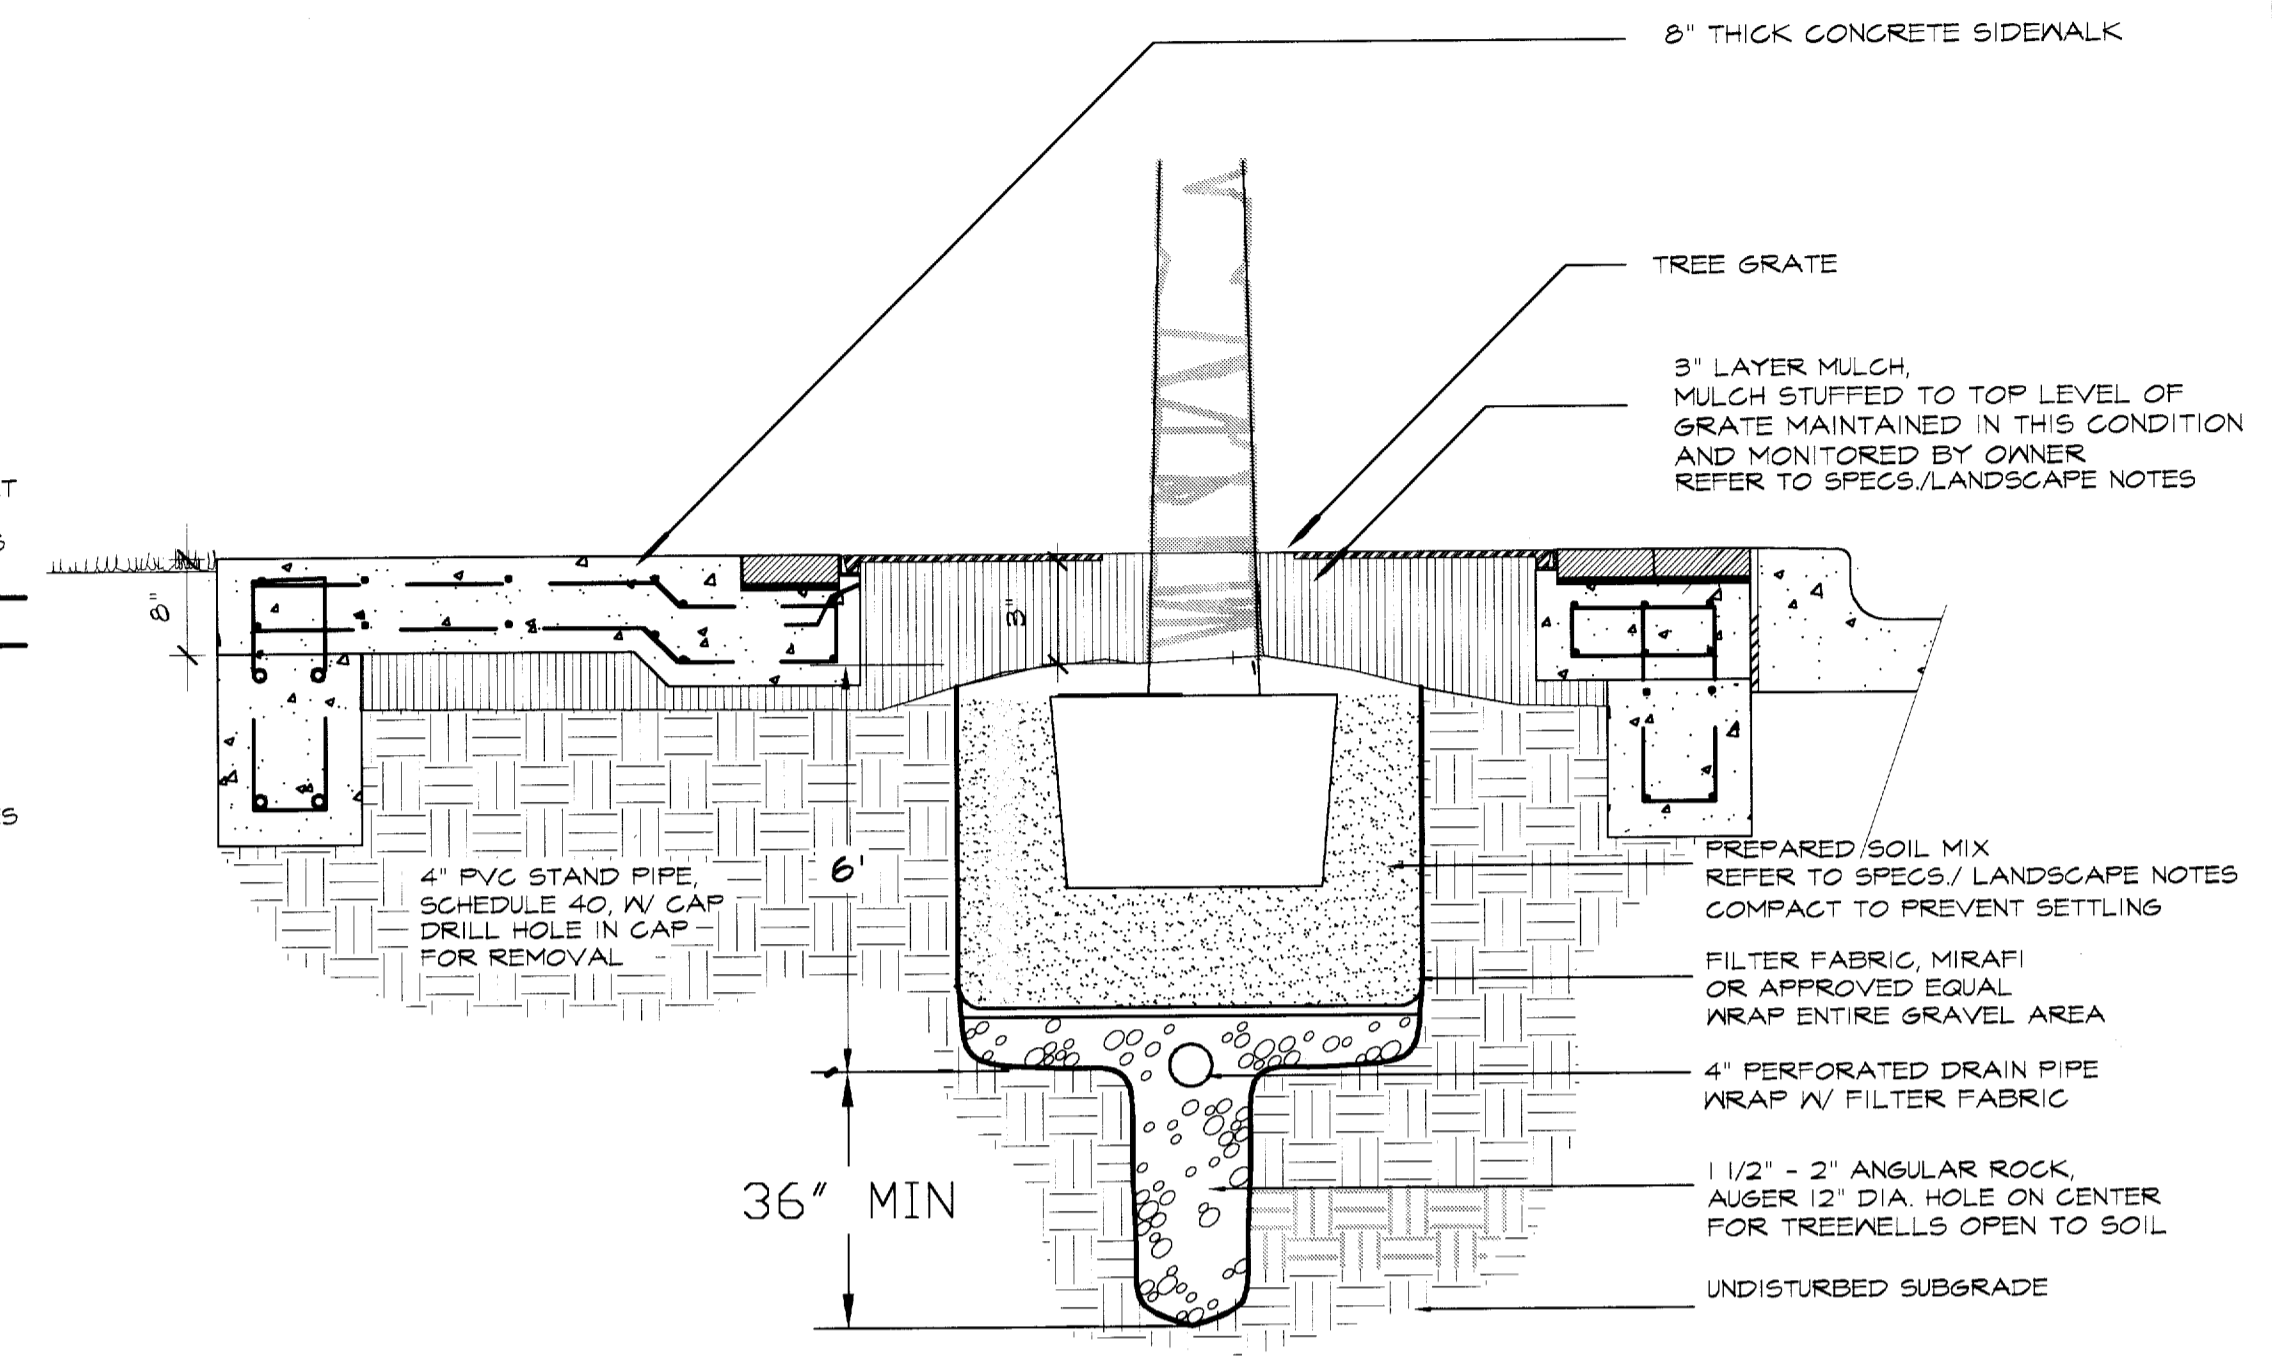 8" THICK CONCRETE SIDEWALK
TREE GRATE
3" LAYER MULCH,
MULCH STUFFED TO TOP LEVEL OF
GRATE MAINTAINED IN THIS CONDITION
AND MONITORED BY OWNER
REFER TO SPECS./LANDSCAPE NOTES
T
S
8"
3"
ES
6'
4" PVC STAND PIPE,
SCHEDULE 40, W/ CAP
DRILL HOLE IN CAP
FOR REMOVAL
PREPARED SOIL MIX
REFER TO SPECS./ LANDSCAPE NOTES
COMPACT TO PREVENT SETTLING
FILTER FABRIC, MIRAFI
OR APPROVED EQUAL
WRAP ENTIRE GRAVEL AREA
4" PERFORATED DRAIN PIPE
WRAP W/ FILTER FABRIC
36" MIN
1 1/2" - 2" ANGULAR ROCK,
AUGER 12" DIA. HOLE ON CENTER
FOR TREEWELLS OPEN TO SOIL
UNDISTURBED SUBGRADE